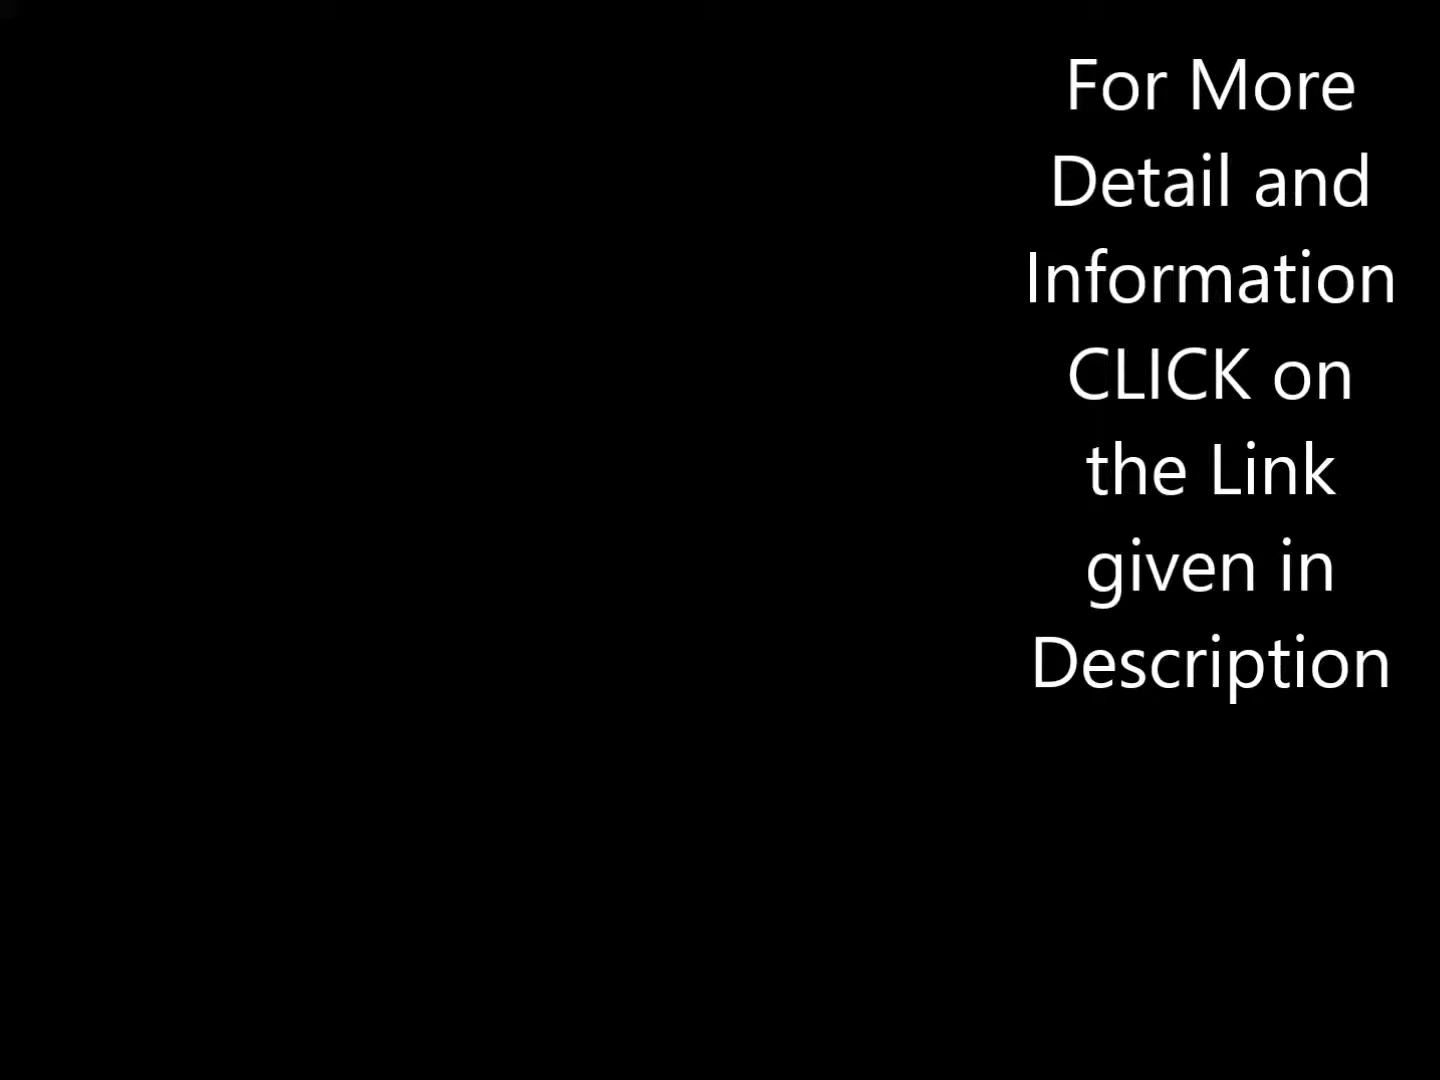 For More
Detail and
Information
CLICK on
the Link
given in
Description